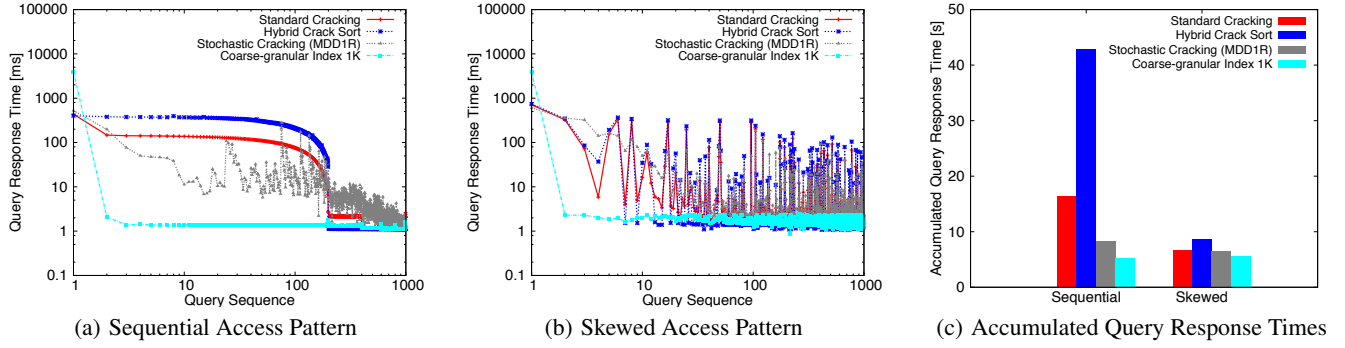 100000
10000
1000
100
10
1
0.1
Query Response Time [ms]
Standard Cracking
Hybrid Crack Sort
Stochastic Cracking (MDD1R)
Coarse-granular Index 1K
1 10 100 1000
Query Sequence
(a) Sequential Access Pattern
100000
10000
1000
100
10
1
0.1
Query Response Time [ms]
Standard Cracking
Hybrid Crack Sort
Stochastic Cracking (MDD1R)
Coarse-granular Index 1K
1 10 100 1000
Query Sequence
(b) Skewed Access Pattern
50
40
30
20
10
0
Accumulated Query Response Time [s]
Standard Cracking
Hybrid Crack Sort
Stochastic Cracking (MDD1R)
Coarse-granular Index 1K
Sequential Skewed
(c) Accumulated Query Response Times